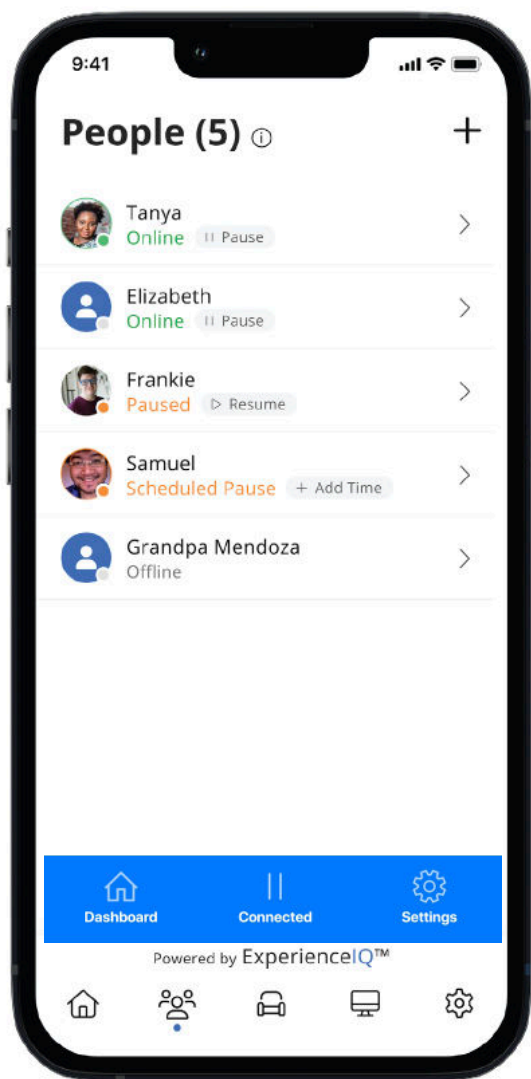 9:41
People (5)
Tanya
Online Pause
Elizabeth
Online Pause
Frankie
Paused Resume
Samuel
Scheduled Pause + Add Time
Grandpa Mendoza
Offline
Dashboard Connected Settings
Powered by ExperienceIQ™